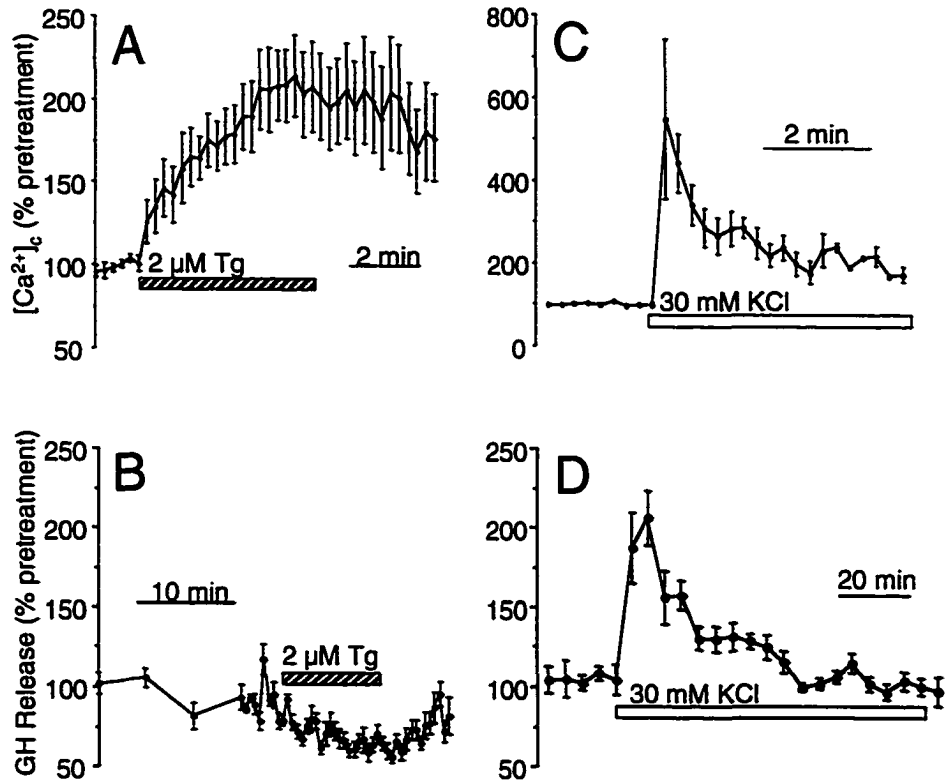 A
[Ca²⁺]c (% pretreatment)
250
200
150
100
50
2 µM Tg
2 min
C
800
600
400
200
0
2 min
30 mM KCl
B
GH Release (% pretreatment)
250
200
150
100
50
10 min
2 µM Tg
D
250
200
150
100
50
20 min
30 mM KCl